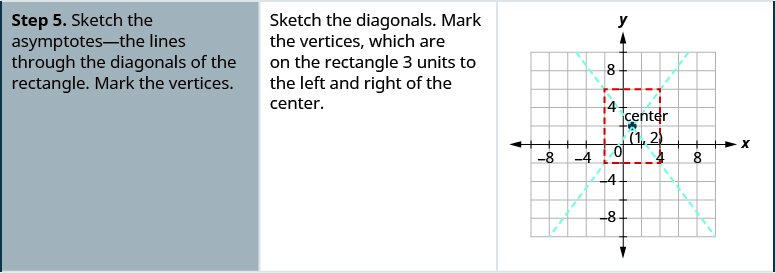 Step 5. Sketch the
asymptotes—the lines
through the diagonals of the
rectangle. Mark the vertices.
Sketch the diagonals. Mark
the vertices, which are
on the rectangle 3 units to
the left and right of the
center.
y
8
4
center
(1, 2)
0
x
−8 −4 4 8
−4
−8